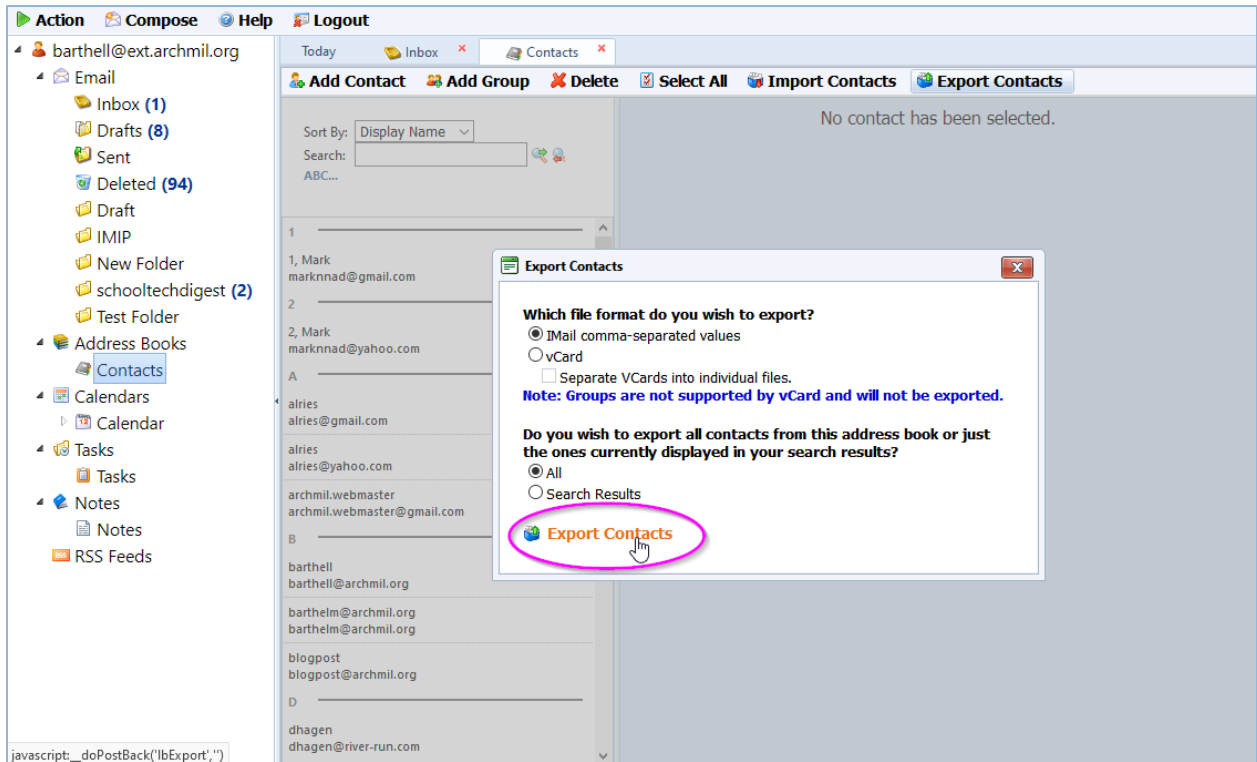 Action Compose Help Logout
barthell@ext.archmil.org
Email
Inbox (1)
Drafts (8)
Sent
Deleted (94)
Draft
IMIP
New Folder
schooltechdigest (2)
Test Folder
Address Books
Contacts
Calendars
Calendar
Tasks
Tasks
Notes
Notes
RSS Feeds
javascript:__doPostBack('lbExport','')
Today Inbox Contacts
Add Contact Add Group Delete Select All Import Contacts Export Contacts
Sort By: Display Name
Search:
ABC...
1
1, Mark
marknnad@gmail.com
2
2, Mark
marknnad@yahoo.com
A
alries
alries@gmail.com
alries
alries@yahoo.com
archmil.webmaster
archmil.webmaster@gmail.com
B
barthell
barthell@archmil.org
barthelm@archmil.org
barthelm@archmil.org
blogpost
blogpost@archmil.org
D
dhagen
dhagen@river-run.com
No contact has been selected.
Export Contacts
Which file format do you wish to export?
IMail comma-separated values
vCard
Separate VCards into individual files.
Note: Groups are not supported by vCard and will not be exported.
Do you wish to export all contacts from this address book or just
the ones currently displayed in your search results?
All
Search Results
Export Contacts